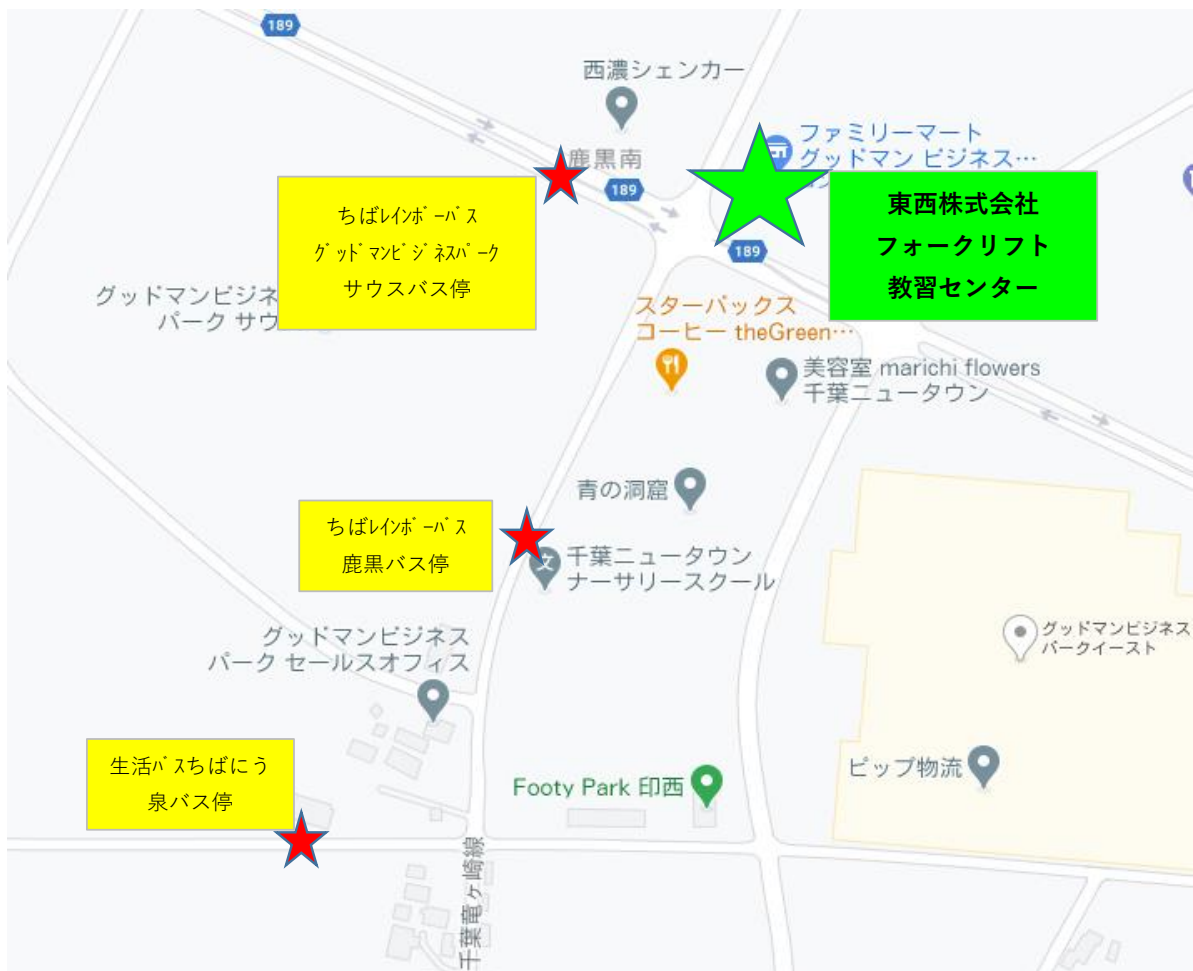 189
西濃シェンカー
鹿黒南
189
ファミリーマート
グッドマン ビジネス…
ちばﾚｲﾝﾎﾞｰﾊﾞｽ
ｸﾞｯﾄﾞﾏﾝﾋﾞｼﾞﾈｽﾊﾟｰｸ
サウスバス停
東西株式会社
フォークリフト
教習センター
189
グッドマンビジネ
パーク サウ
スターバックス
コーヒー theGreen…
美容室 marichi flowers
千葉ニュータウン
青の洞窟
ちばﾚｲﾝﾎﾞｰﾊﾞｽ
鹿黒バス停
千葉ニュータウン
ナーサリースクール
グッドマンビジネス
パーク セールスオフィス
グッドマンビジネス
パークイースト
生活ﾊﾞｽちばにう
泉バス停
Footy Park 印西
ピップ物流
千葉竜ヶ崎線